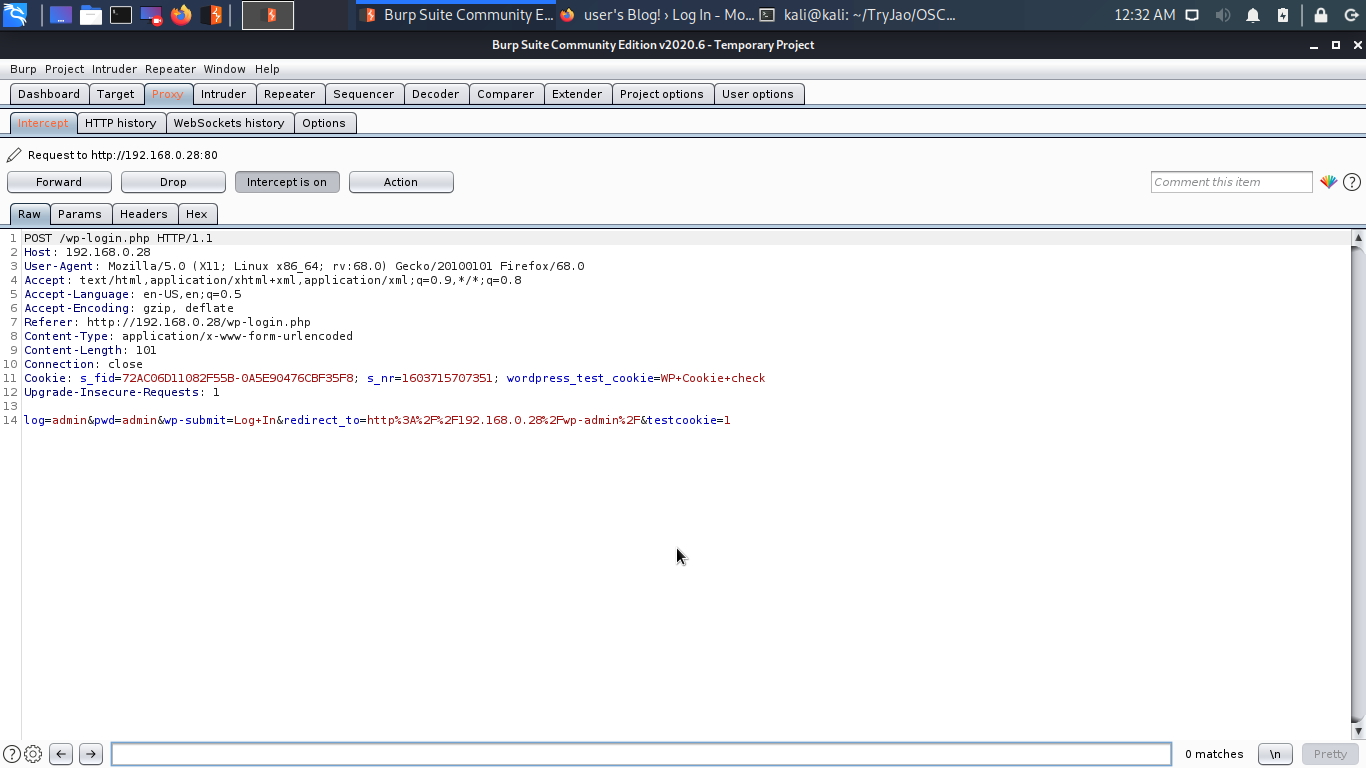 Burp Suite Community E... user's Blog! › Log In - Mo... kali@kali: ~/TryJao/OSC... 12:32 AM
Burp Suite Community Edition v2020.6 - Temporary Project
Burp Project Intruder Repeater Window Help
Dashboard Target Proxy Intruder Repeater Sequencer Decoder Comparer Extender Project options User options
Intercept HTTP history WebSockets history Options
Request to http://192.168.0.28:80
Forward Drop Intercept is on Action Comment this item ?
Raw Params Headers Hex
1 POST /wp-login.php HTTP/1.1
2 Host: 192.168.0.28
3 User-Agent: Mozilla/5.0 (X11; Linux x86_64; rv:68.0) Gecko/20100101 Firefox/68.0
4 Accept: text/html,application/xhtml+xml,application/xml;q=0.9,*/*;q=0.8
5 Accept-Language: en-US,en;q=0.5
6 Accept-Encoding: gzip, deflate
7 Referer: http://192.168.0.28/wp-login.php
8 Content-Type: application/x-www-form-urlencoded
9 Content-Length: 101
10 Connection: close
11 Cookie: s_fid=72AC06D11082F55B-0A5E90476CBF35F8; s_nr=1603715707351; wordpress_test_cookie=WP+Cookie+check
12 Upgrade-Insecure-Requests: 1
13
14 log=admin&pwd=admin&wp-submit=Log+In&redirect_to=http%3A%2F%2F192.168.0.28%2Fwp-admin%2F&testcookie=1
? 0 matches \n Pretty